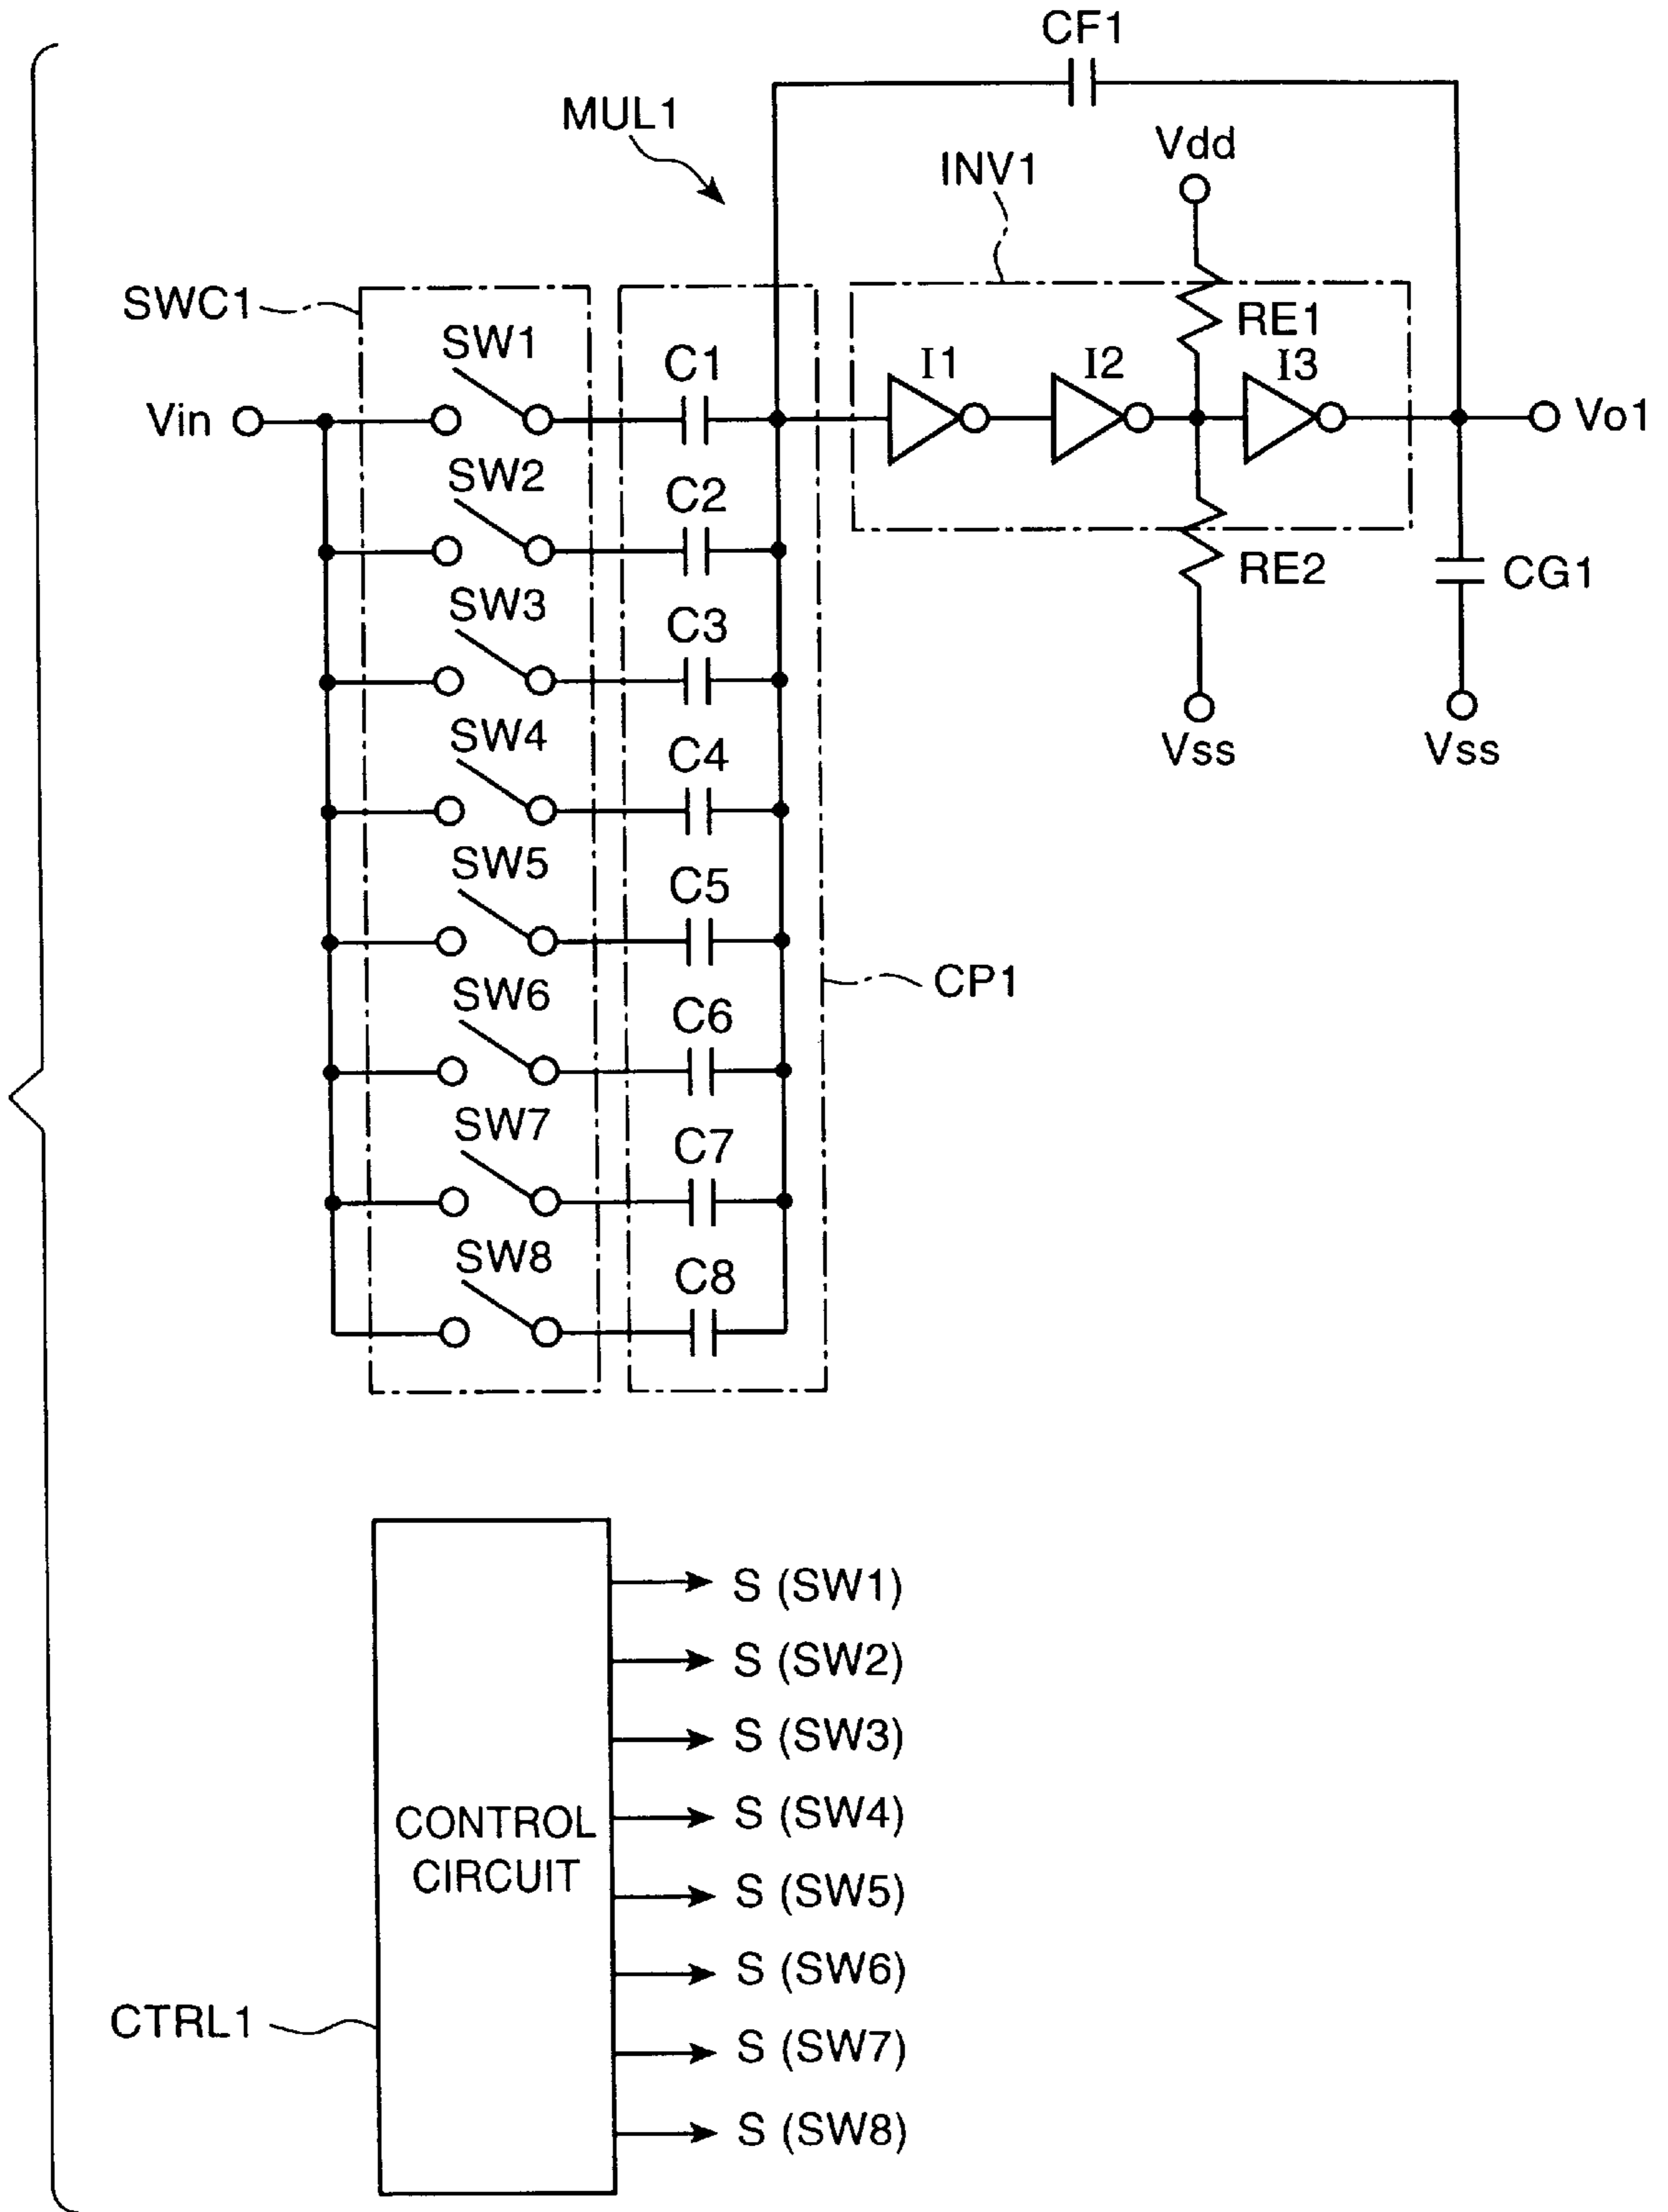 CF1
MUL1
Vdd
INV1
SWC1
RE1
SW1
C1
I1
I2
I3
Vin
Vo1
SW2
C2
RE2
CG1
SW3
C3
SW4
C4
Vss
Vss
SW5
C5
CP1
SW6
C6
SW7
C7
SW8
C8
S (SW1)
S (SW2)
S (SW3)
S (SW4)
CONTROL
CIRCUIT
S (SW5)
S (SW6)
CTRL1
S (SW7)
S (SW8)